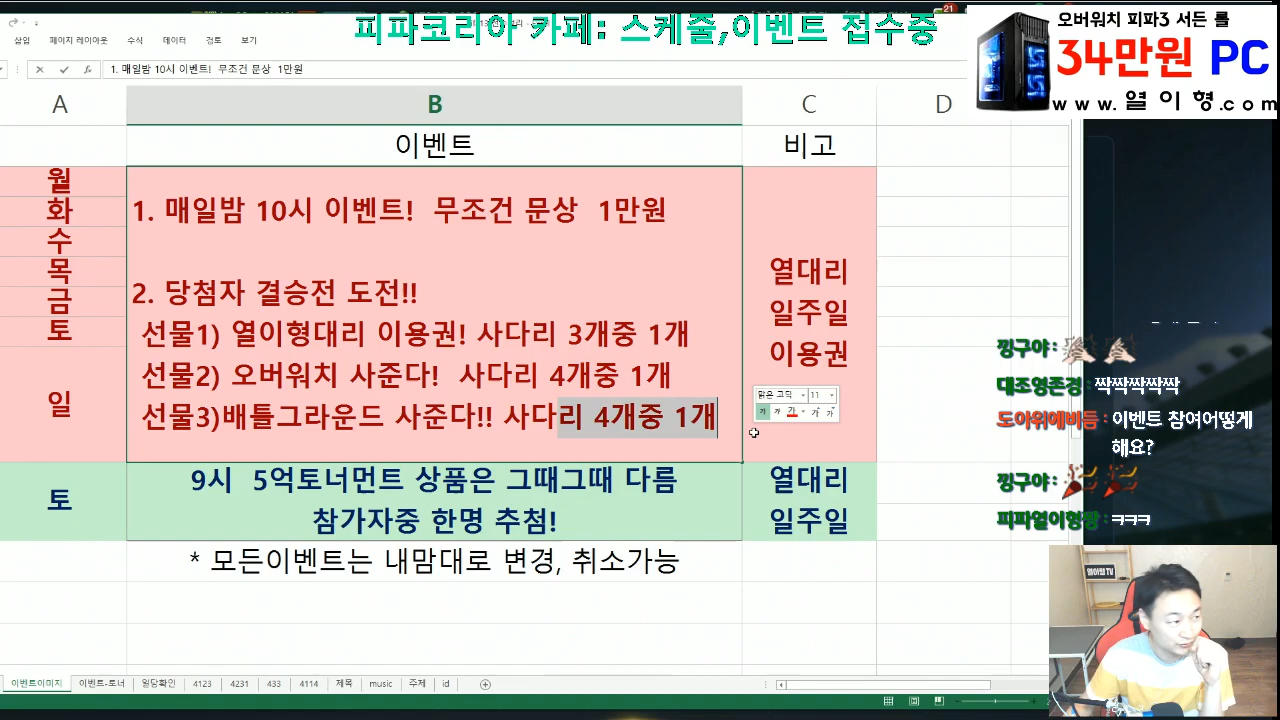 피파코리아 카페: 스케줄,이벤트 접수중
21
오버워치 피파3 서든 롤
34만원 PC
www.열이형.com
삽입 페이지 레이아웃 수식 데이터 검토 보기
fx 1. 매일밤 10시 이벤트! 무조건 문상 1만원
A B C D
이벤트 비고
월
화
수
목
금
토
일
1. 매일밤 10시 이벤트! 무조건 문상 1만원
2. 당첨자 결승전 도전!!
선물1) 열이형대리 이용권! 사다리 3개중 1개
선물2) 오버워치 사준다! 사다리 4개중 1개
선물3)배틀그라운드 사준다!! 사다리 4개중 1개
열대리
일주일
이용권
맑은 고딕 11
가 가 가 가 가
토
9시 5억토너먼트 상품은 그때그때 다름
참가자중 한명 추첨!
열대리
일주일
* 모든이벤트는 내맘대로 변경, 취소가능
낑구야 :
대조영존경 : 짝짝짝짝짝
도아위에비듬 : 이벤트 참여어떻게
해요?
낑구야 :
피파열이형짱 : ㅋㅋㅋ
열이형 TV
이벤트이미지 이벤트-토너 일당확인 4123 4231 433 4114 제목 music 주제 id